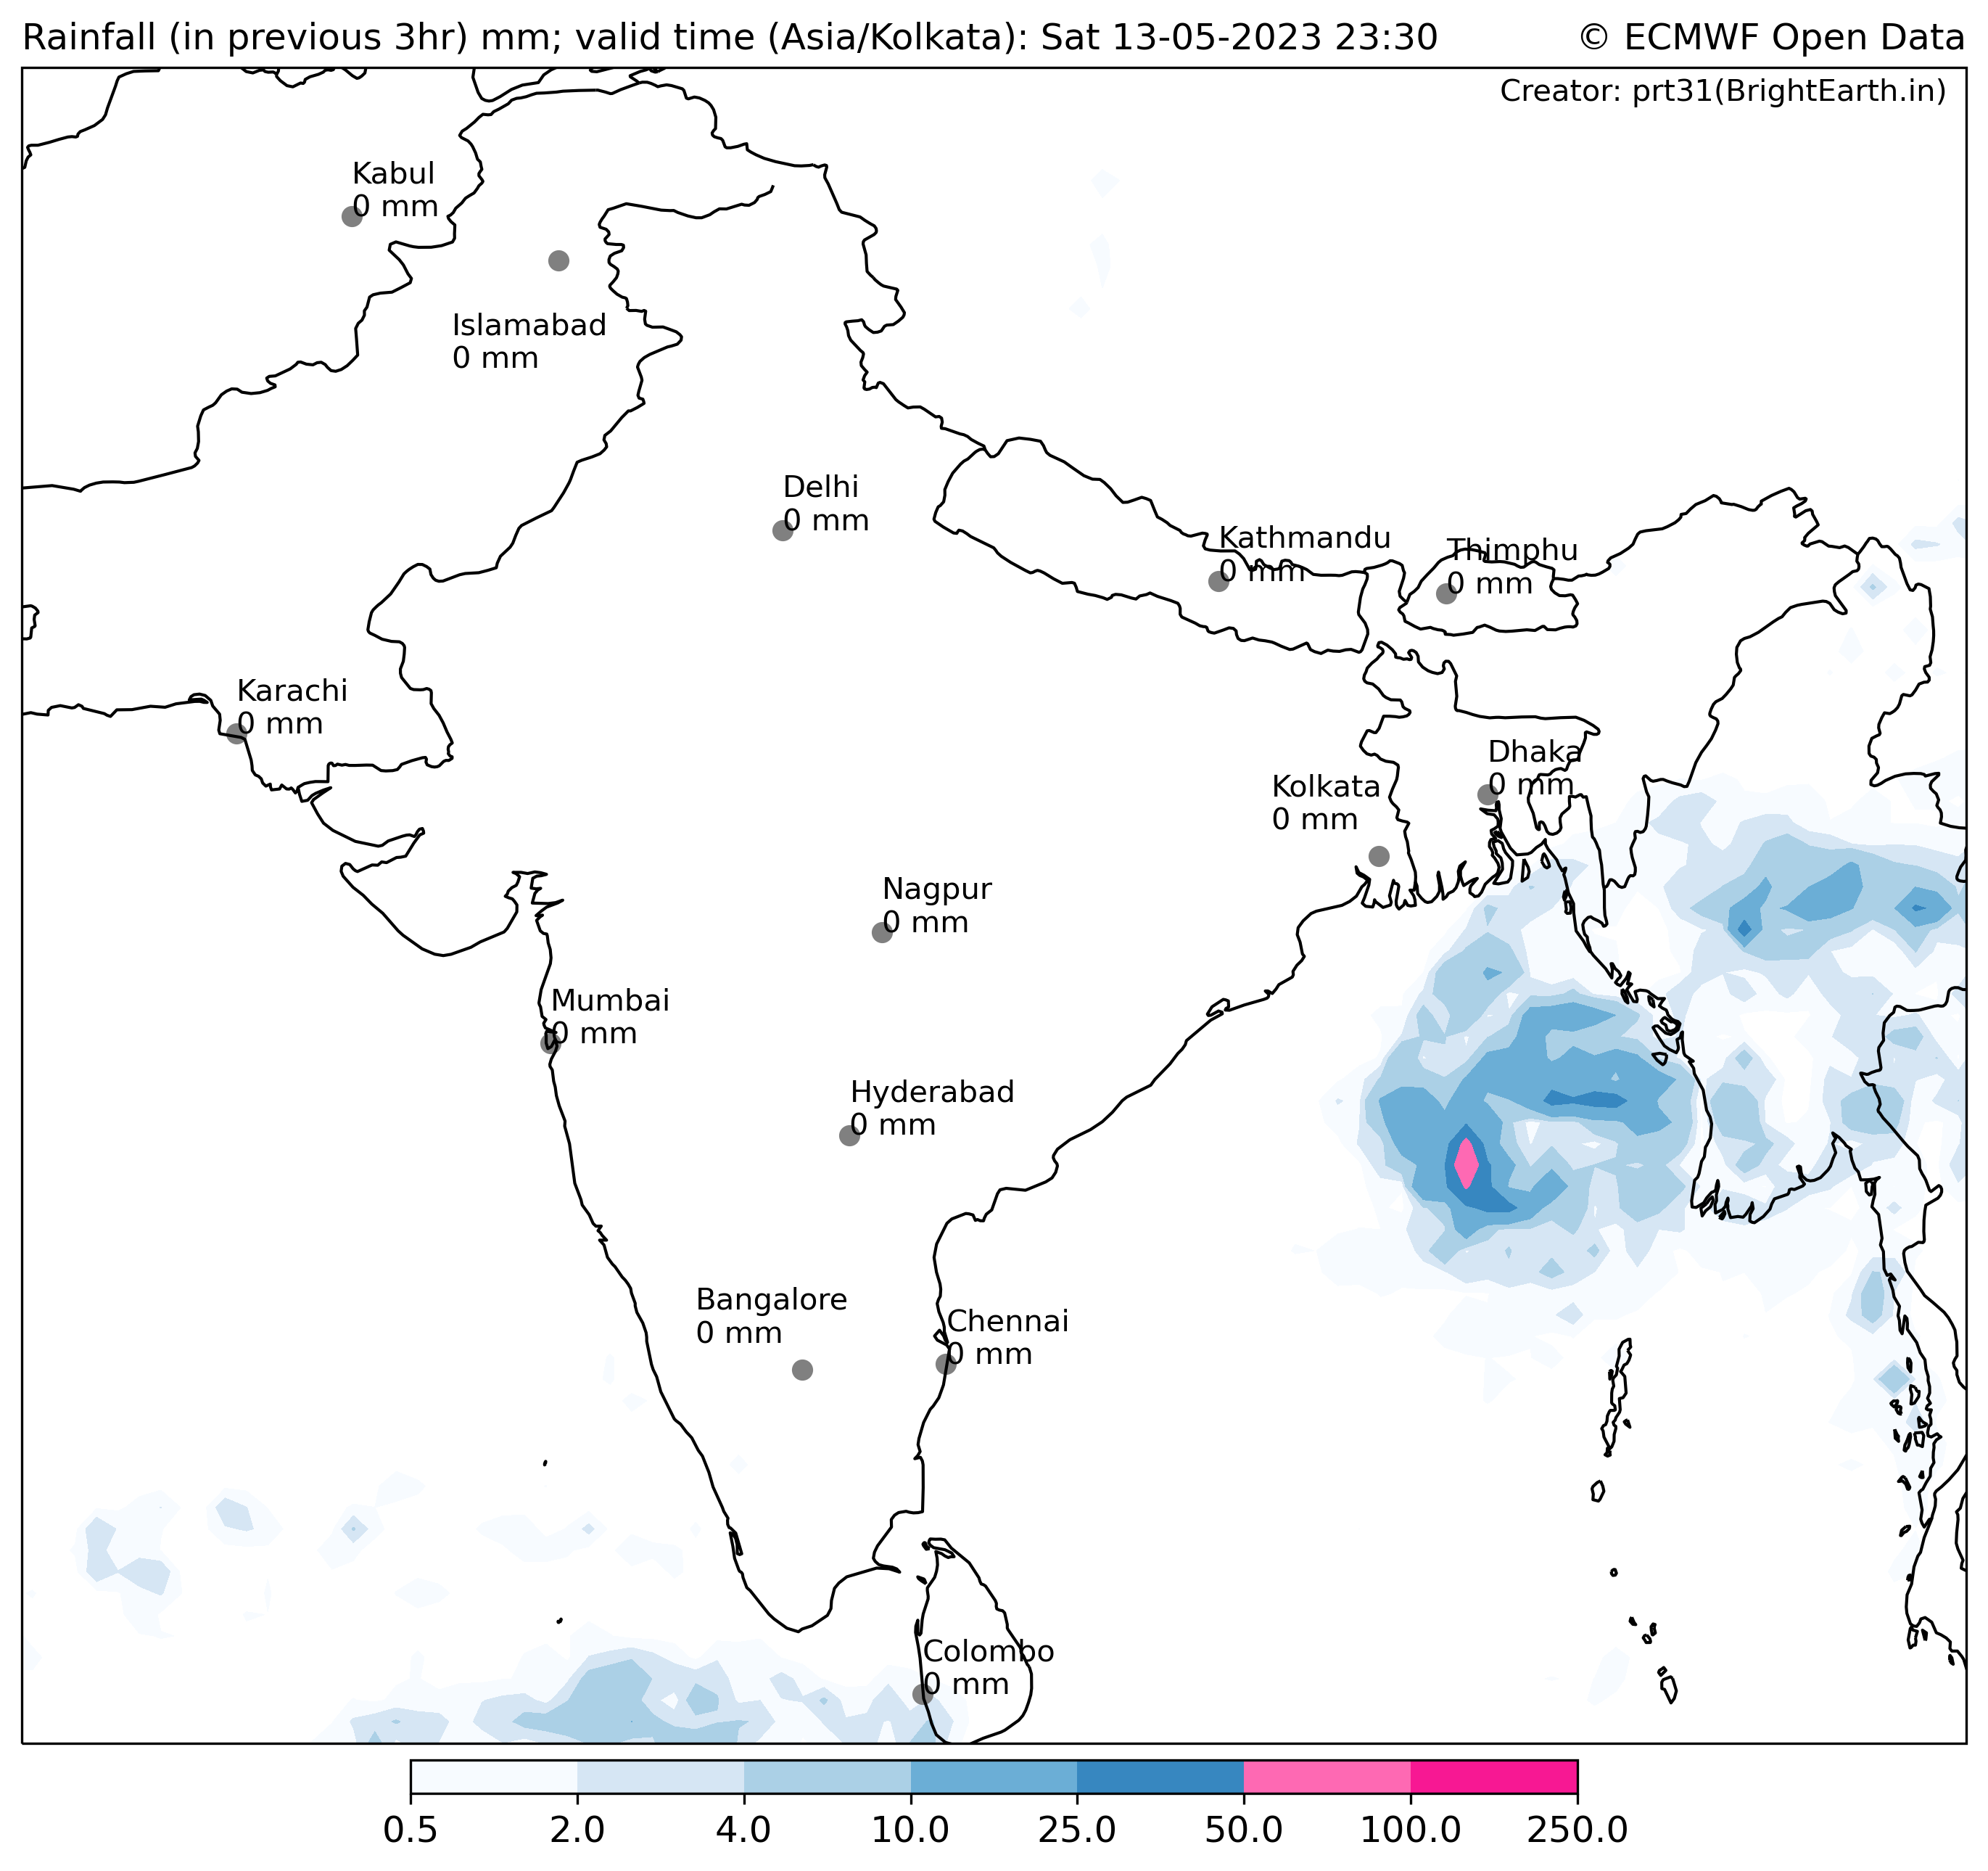 Rainfall (in previous 3hr) mm; valid time (Asia/Kolkata): Sat 13-05-2023 23:30 © ECMWF Open Data
Creator: prt31(BrightEarth.in)
Kabul
0 mm
Islamabad
0 mm
Delhi
0 mm
Kathmandu
0 mm
Thimphu
0 mm
Karachi
0 mm
Dhaka
0 mm
Kolkata
0 mm
Nagpur
0 mm
Mumbai
0 mm
Hyderabad
0 mm
Bangalore
0 mm
Chennai
0 mm
Colombo
0 mm
0.5 2.0 4.0 10.0 25.0 50.0 100.0 250.0